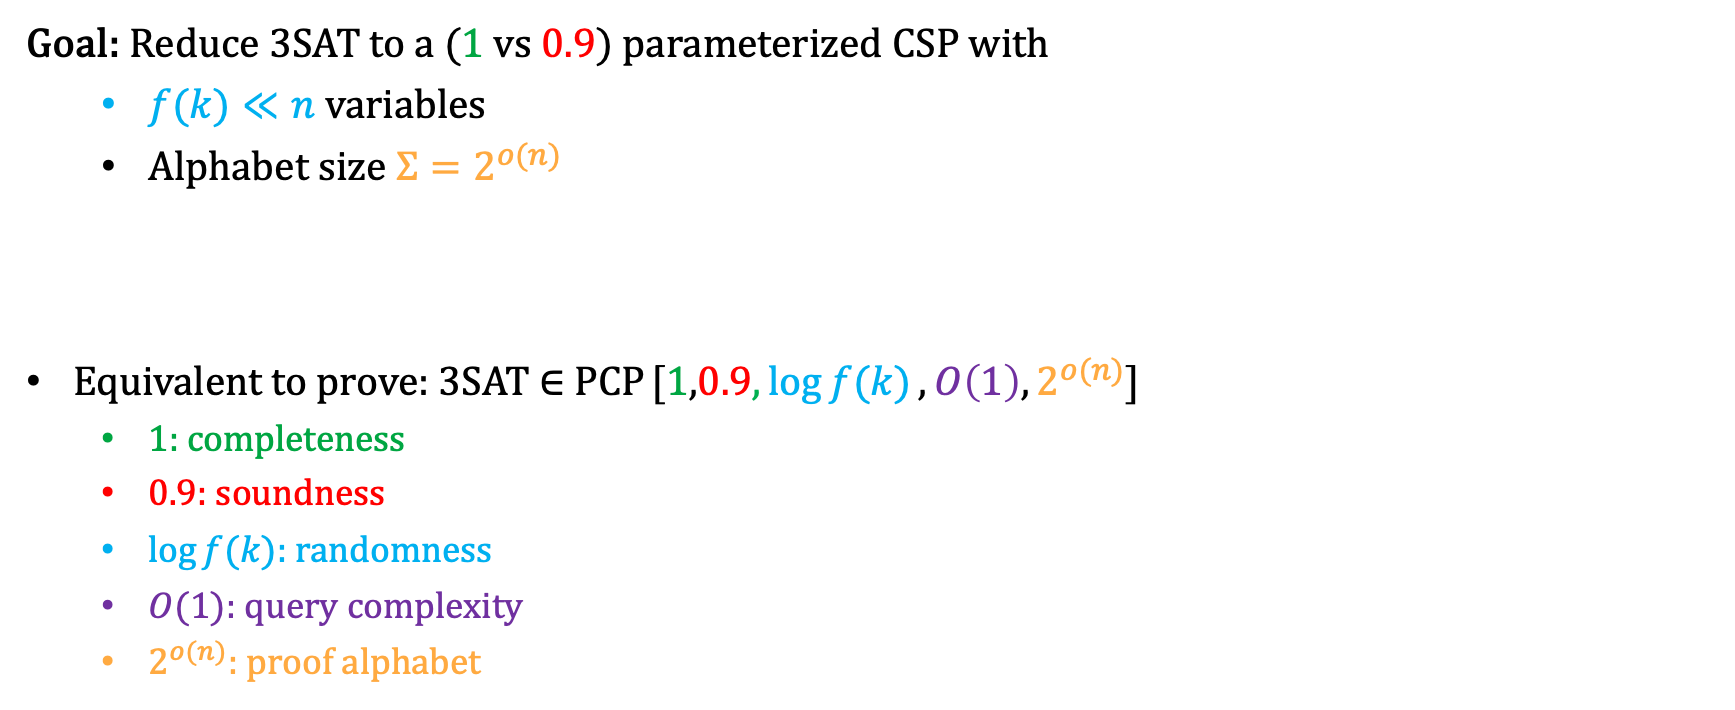 Goal: Reduce 3SAT to a (1 vs 0.9) parameterized CSP with
• f(k) ≪ n variables
• Alphabet size Σ = 2^{o(n)}
• Equivalent to prove: 3SAT ∈ PCP [1,0.9, log f(k) , O(1), 2^{o(n)}]
• 1: completeness
• 0.9: soundness
• log f(k): randomness
• O(1): query complexity
• 2^{o(n)}: proof alphabet